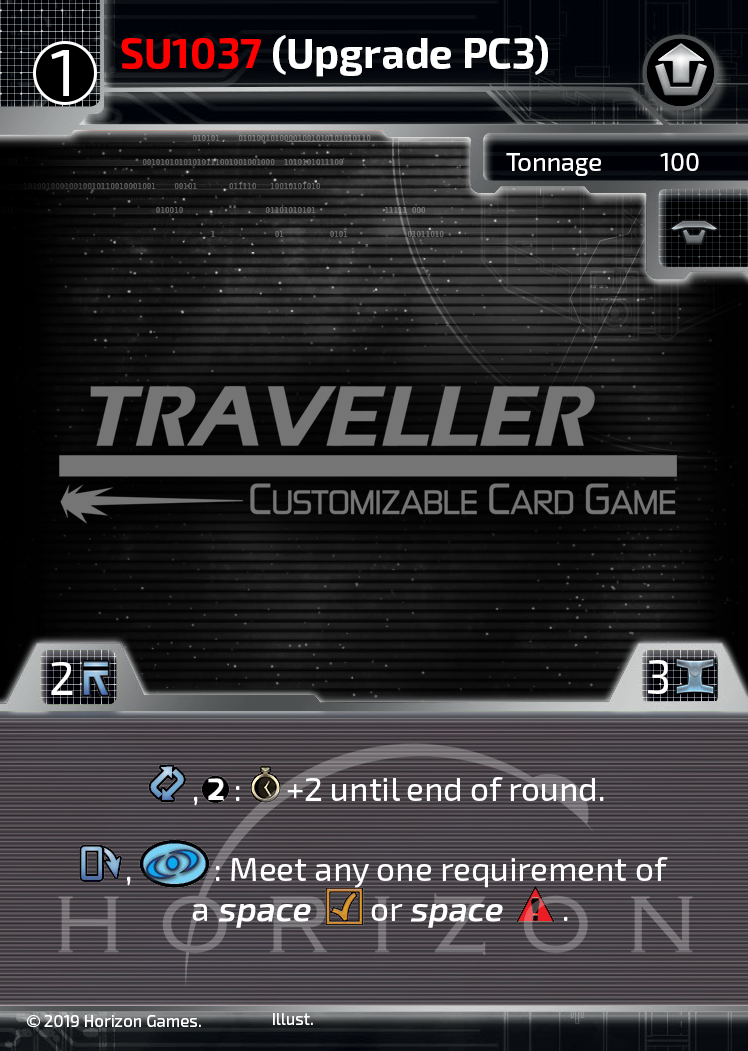 1
SU1037 (Upgrade PC3)
Tonnage 100
TRAVELLER
CUSTOMIZABLE CARD GAME
2
3
, 2 : +2 until end of round.
, : Meet any one requirement of
a space or space .
HORIZON
© 2019 Horizon Games. Illust.